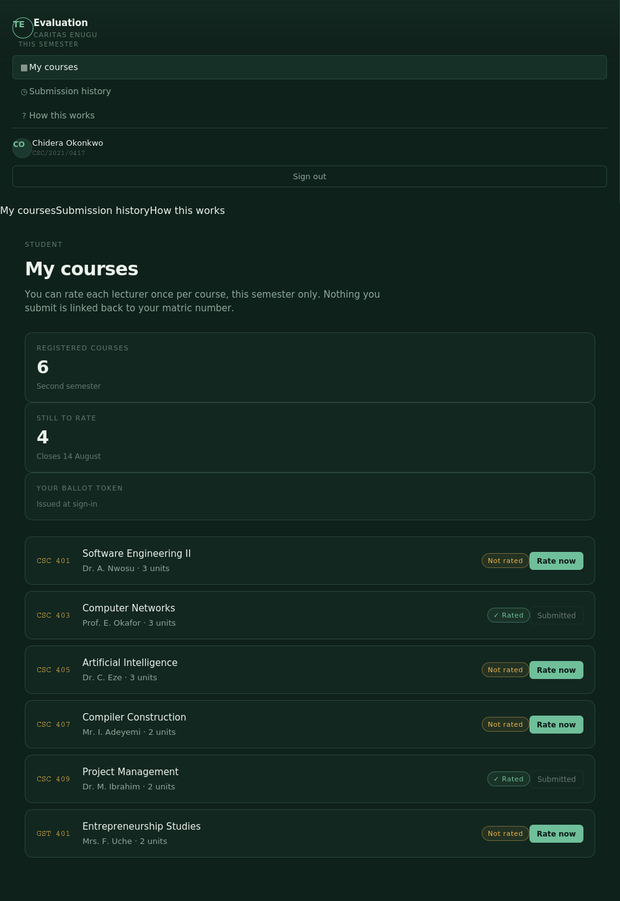 TE
Evaluation
CARITAS ENUGU
THIS SEMESTER
My courses
Submission history
? How this works
CO
Chidera Okonkwo
CSC/2021/0417
Sign out
My coursesSubmission historyHow this works
STUDENT
My courses
You can rate each lecturer once per course, this semester only. Nothing you
submit is linked back to your matric number.
REGISTERED COURSES
6
Second semester
STILL TO RATE
4
Closes 14 August
YOUR BALLOT TOKEN
Issued at sign-in
CSC 401
Software Engineering II
Dr. A. Nwosu · 3 units
Not rated
Rate now
CSC 403
Computer Networks
Prof. E. Okafor · 3 units
✓ Rated
Submitted
CSC 405
Artificial Intelligence
Dr. C. Eze · 3 units
Not rated
Rate now
CSC 407
Compiler Construction
Mr. I. Adeyemi · 2 units
Not rated
Rate now
CSC 409
Project Management
Dr. M. Ibrahim · 2 units
✓ Rated
Submitted
GST 401
Entrepreneurship Studies
Mrs. F. Uche · 2 units
Not rated
Rate now